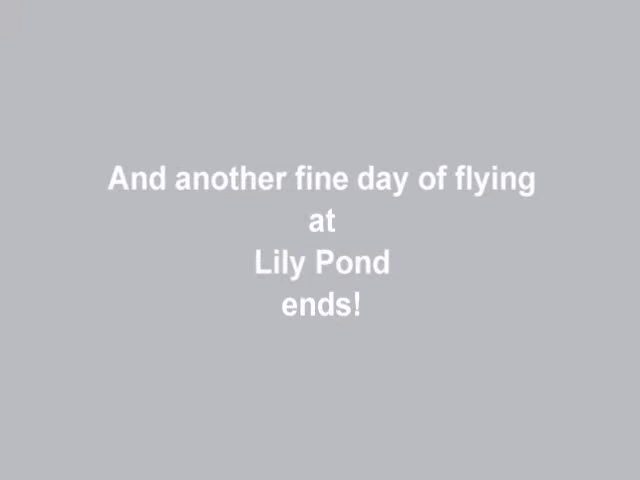 And another fine day of flying
at
Lily Pond
ends!